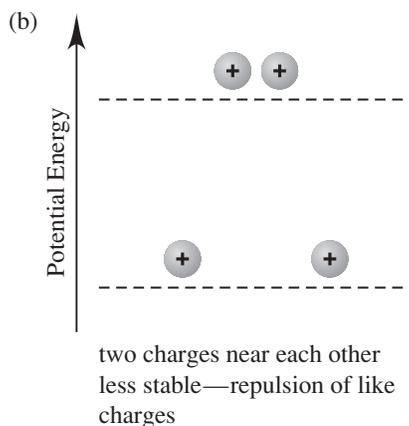 (b)
Potential Energy
+ +
+ +
two charges near each other
less stable—repulsion of like
charges